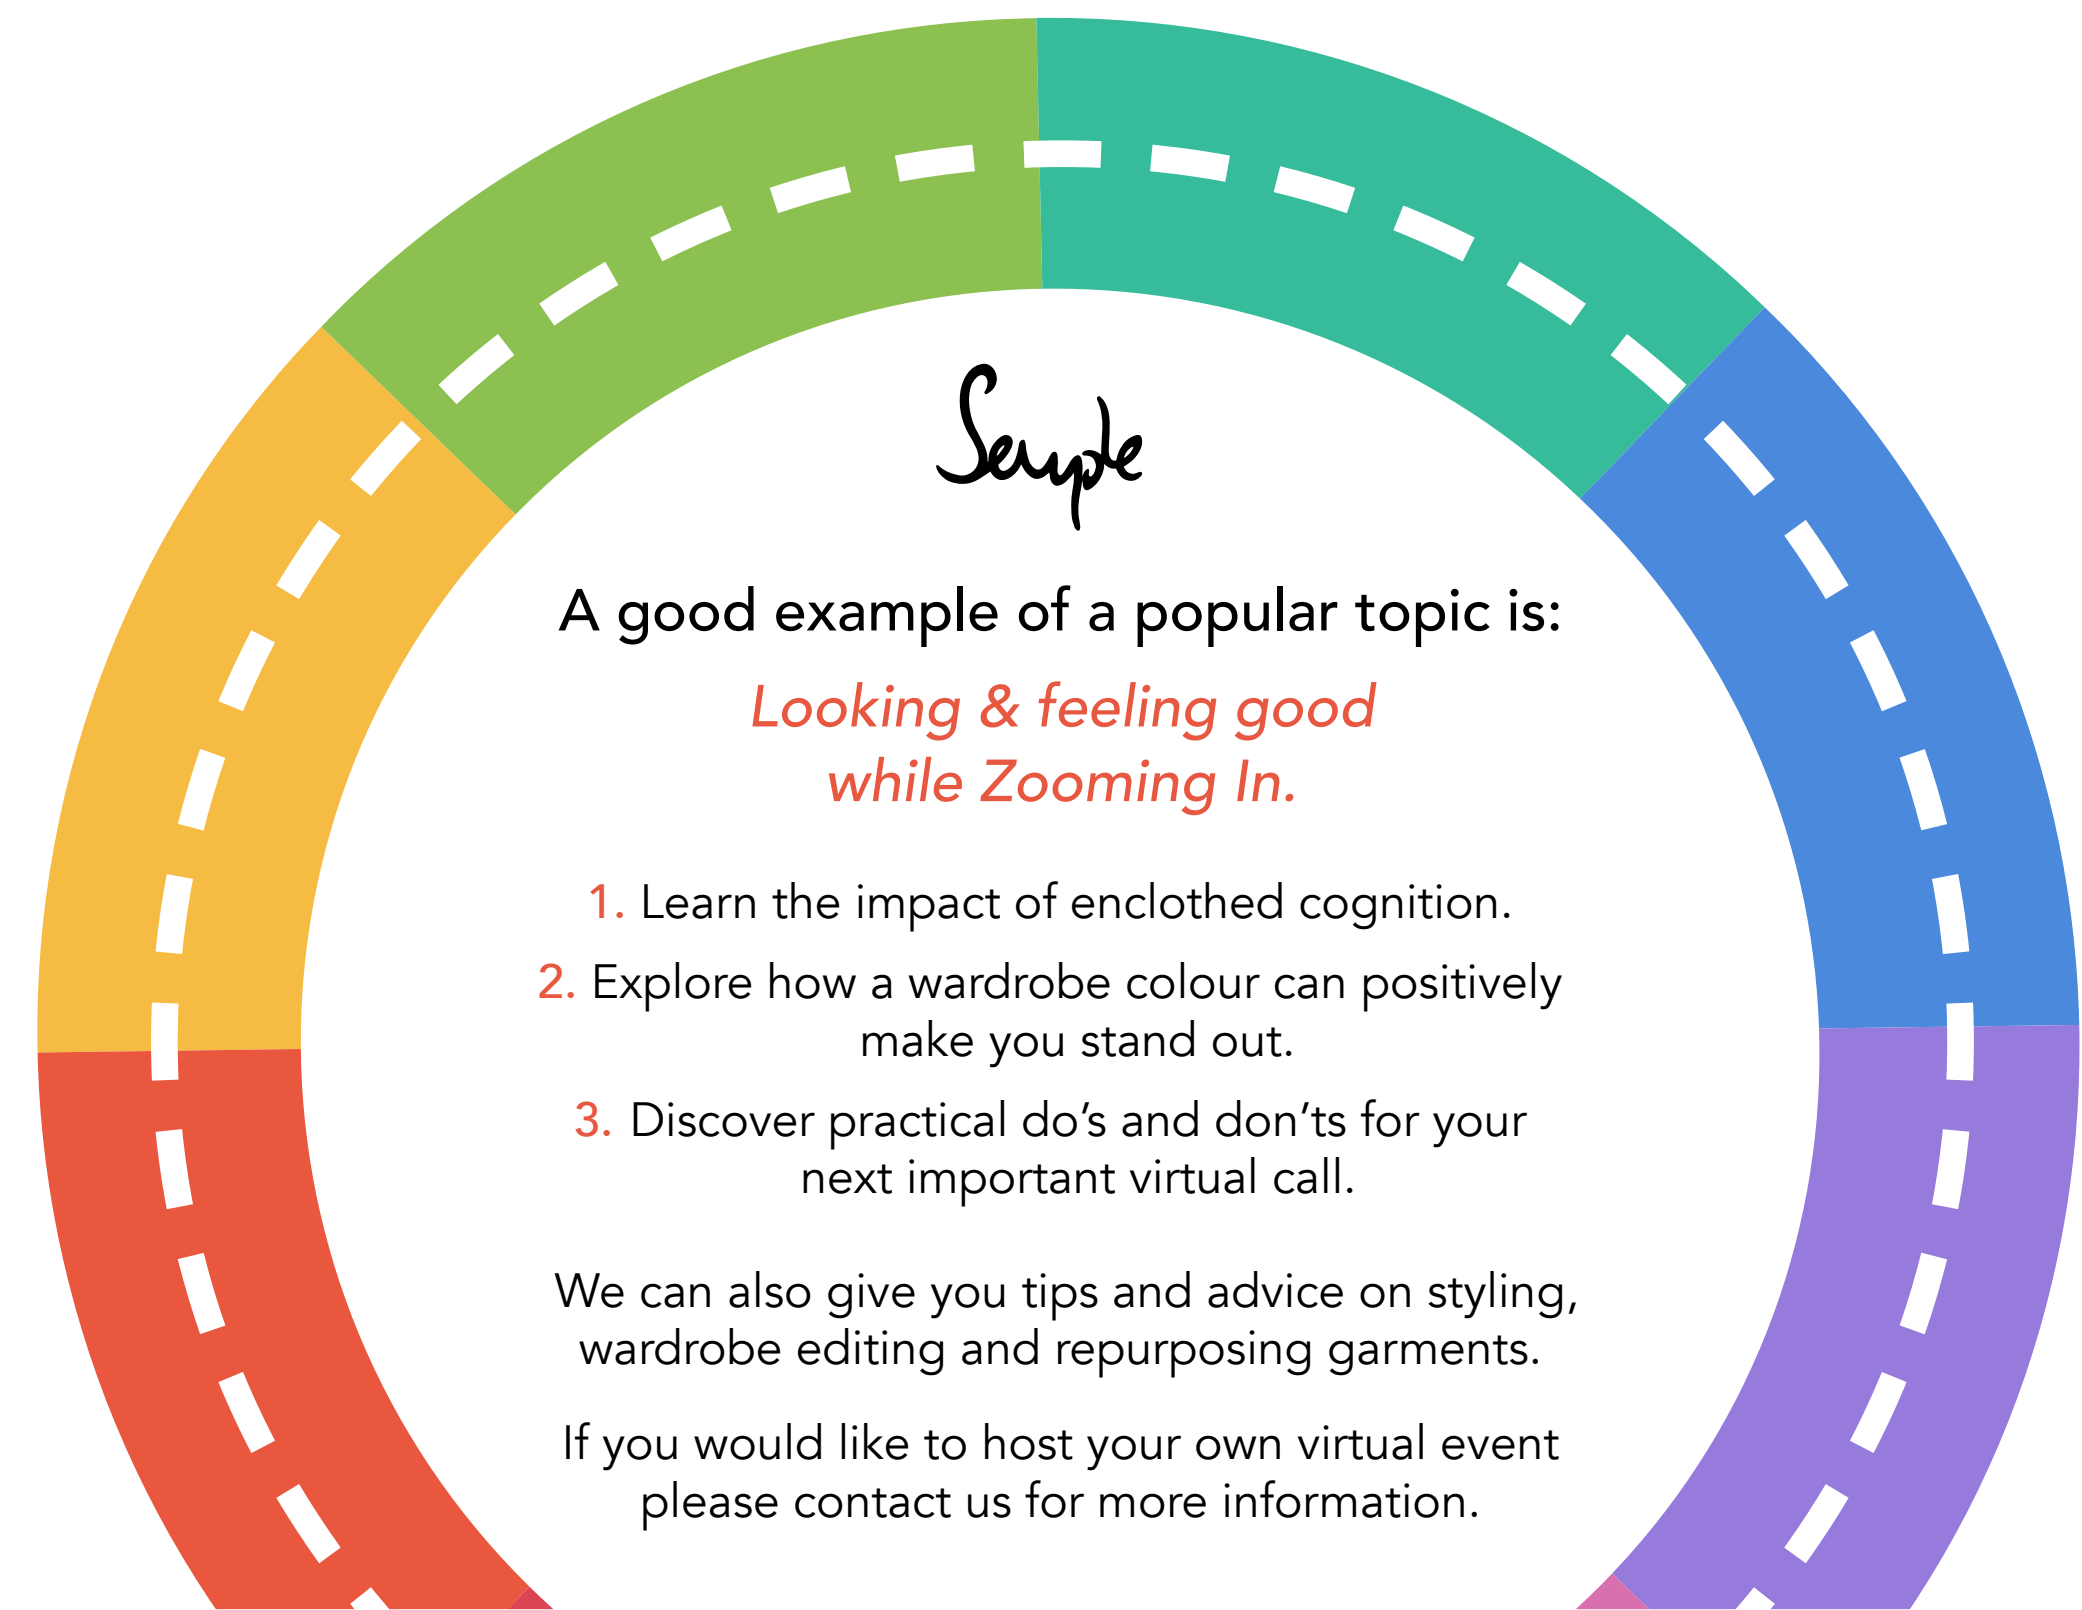 Semple
A good example of a popular topic is:
Looking & feeling good
while Zooming In.
1. Learn the impact of enclothed cognition.
2. Explore how a wardrobe colour can positively
make you stand out.
3. Discover practical do’s and don’ts for your
next important virtual call.
We can also give you tips and advice on styling,
wardrobe editing and repurposing garments.
If you would like to host your own virtual event
please contact us for more information.